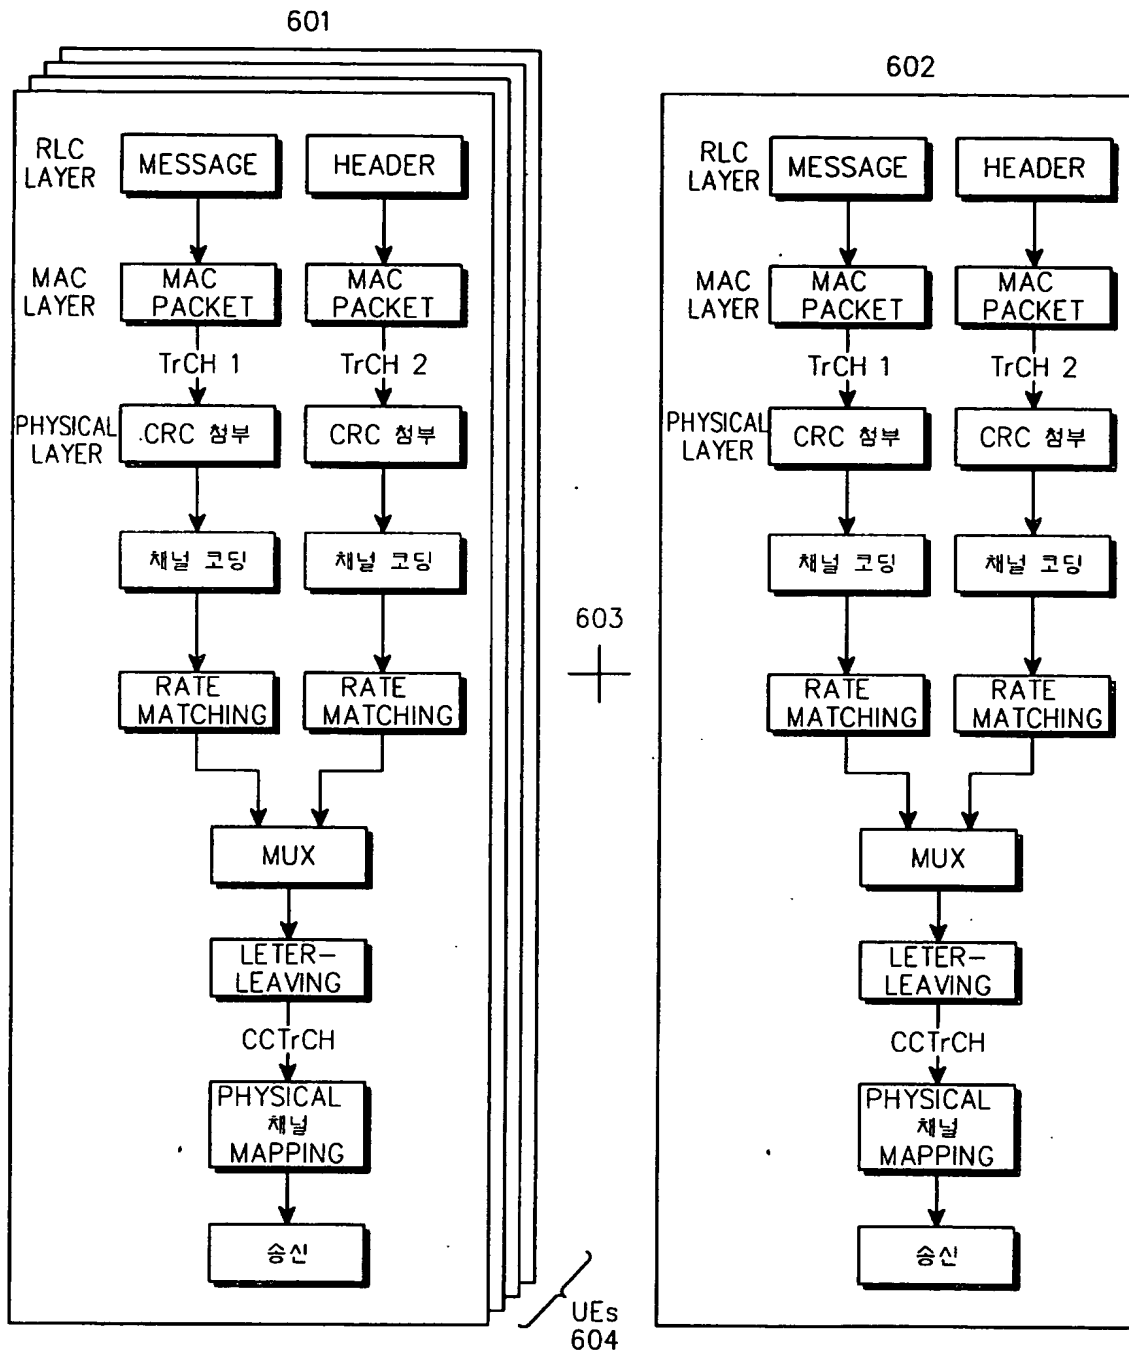 601
RLC
LAYER
MESSAGE
HEADER
MAC
LAYER
MAC
PACKET
MAC
PACKET
TrCH 1
TrCH 2
PHYSICAL
LAYER
CRC 첨부
CRC 첨부
채널 코딩
채널 코딩
RATE
MATCHING
RATE
MATCHING
MUX
LETER-
LEAVING
CCTrCH
PHYSICAL
채널
MAPPING
송신
603
UEs
604
602
RLC
LAYER
MESSAGE
HEADER
MAC
LAYER
MAC
PACKET
MAC
PACKET
TrCH 1
TrCH 2
PHYSICAL
LAYER
CRC 첨부
CRC 첨부
채널 코딩
채널 코딩
RATE
MATCHING
RATE
MATCHING
MUX
LETER-
LEAVING
CCTrCH
PHYSICAL
채널
MAPPING
송신